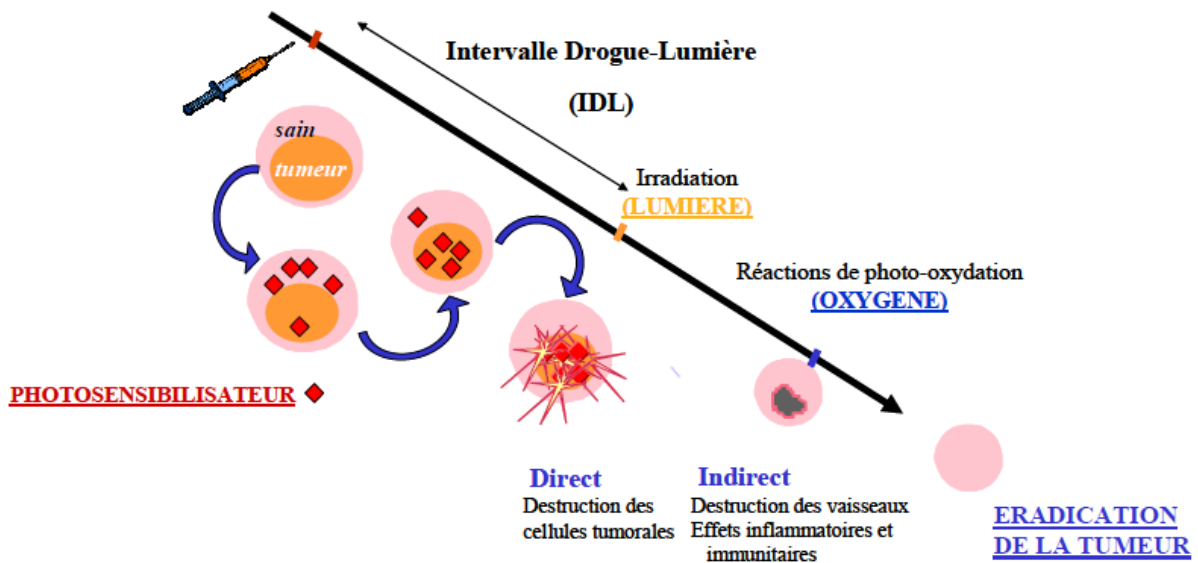 Intervalle Drogue-Lumière
(IDL)
sain
tumeur
Irradiation
(LUMIERE)
Réactions de photo-oxydation
(OXYGENE)
PHOTOSENSIBILISATEUR
Direct
Destruction des
cellules tumorales
Indirect
Destruction des vaisseaux
Effets inflammatoires et
immunitaires
ERADICATION
DE LA TUMEUR